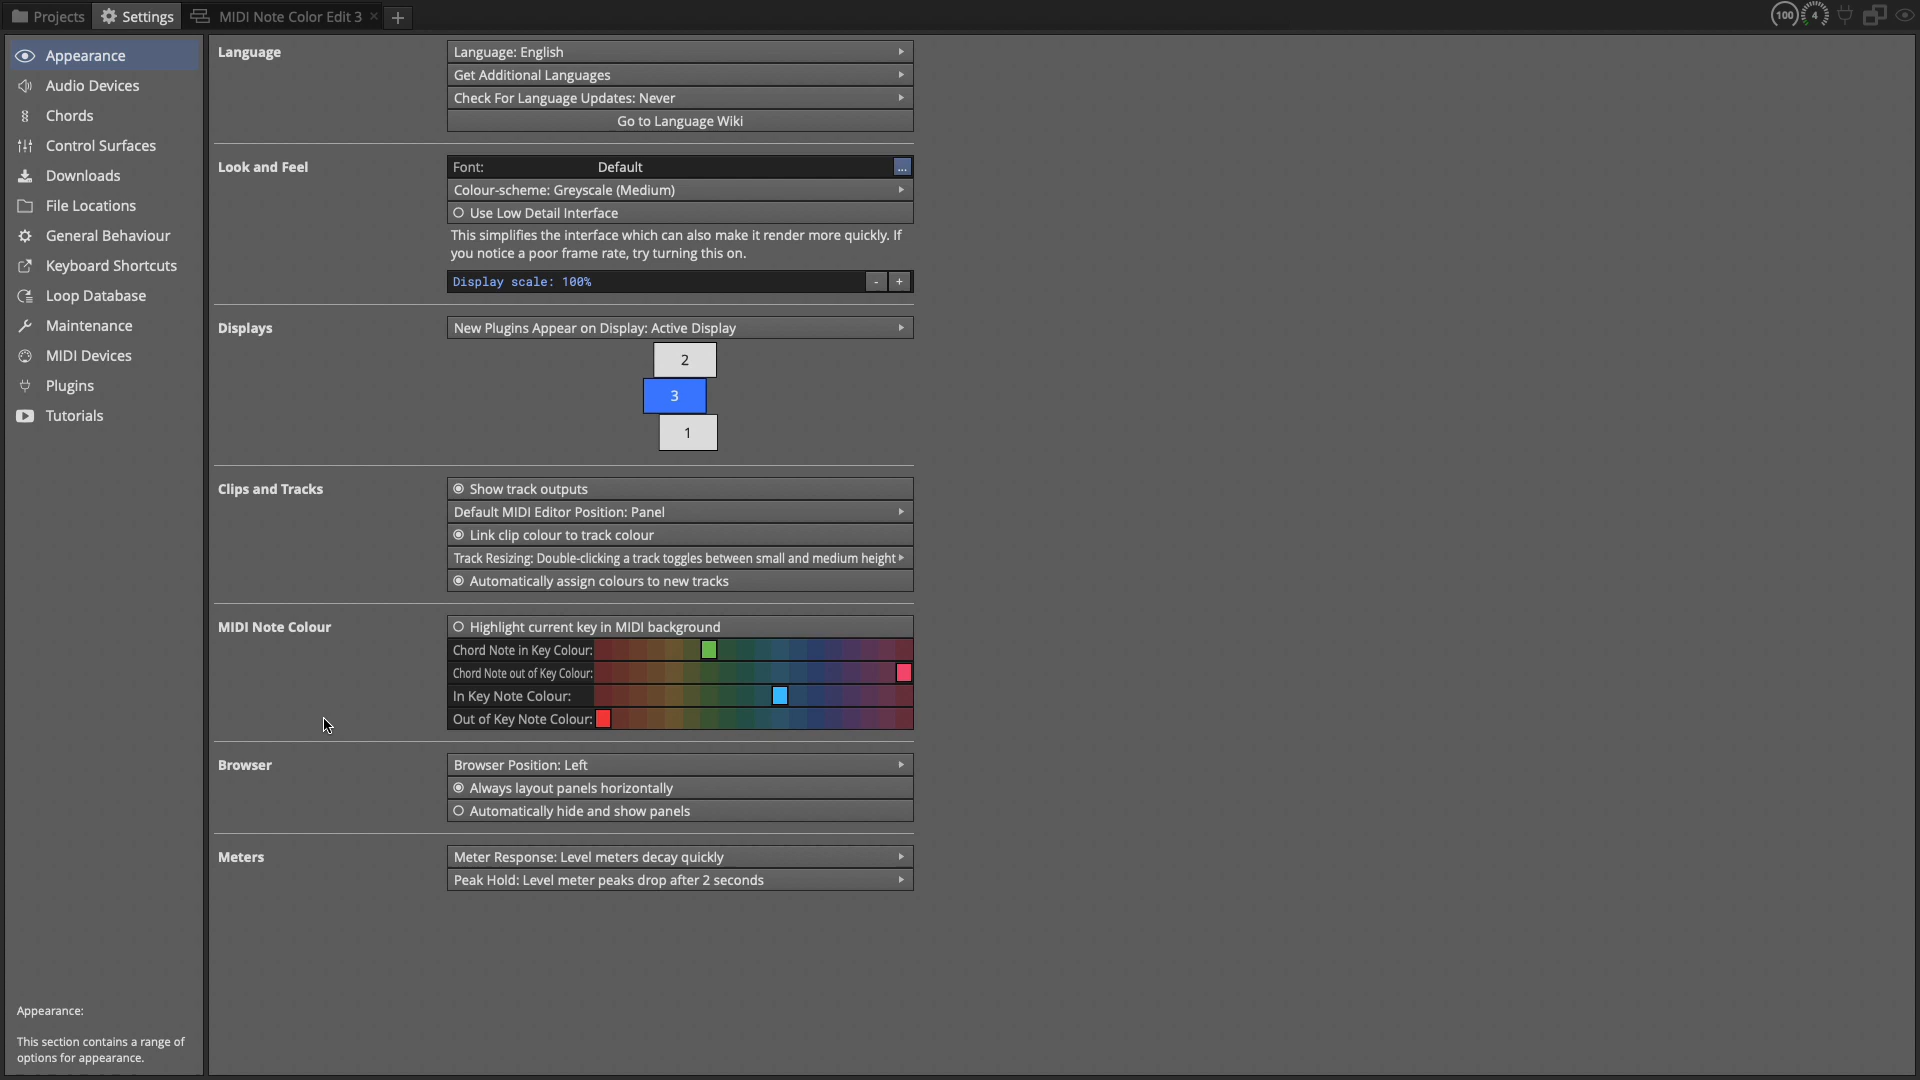 Projects
Settings
MIDI Note Color Edit 3
100
4
Appearance
Audio Devices
Chords
Control Surfaces
Downloads
File Locations
General Behaviour
Keyboard Shortcuts
Loop Database
Maintenance
MIDI Devices
Plugins
Tutorials
Appearance:
This section contains a range of
options for appearance.
Language
Language: English
Get Additional Languages
Check For Language Updates: Never
Go to Language Wiki
Look and Feel
Font: Default ...
Colour-scheme: Greyscale (Medium)
Use Low Detail Interface
This simplifies the interface which can also make it render more quickly. If
you notice a poor frame rate, try turning this on.
Display scale: 100% - +
Displays
New Plugins Appear on Display: Active Display
2
3
1
Clips and Tracks
Show track outputs
Default MIDI Editor Position: Panel
Link clip colour to track colour
Track Resizing: Double-clicking a track toggles between small and medium height
Automatically assign colours to new tracks
MIDI Note Colour
Highlight current key in MIDI background
Chord Note in Key Colour:
Chord Note out of Key Colour:
In Key Note Colour:
Out of Key Note Colour:
Browser
Browser Position: Left
Always layout panels horizontally
Automatically hide and show panels
Meters
Meter Response: Level meters decay quickly
Peak Hold: Level meter peaks drop after 2 seconds